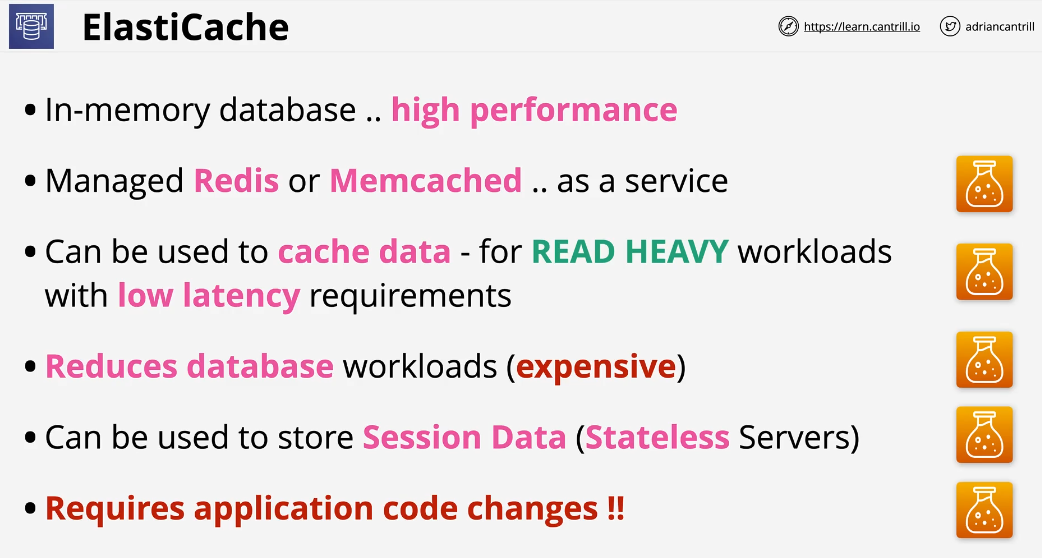 ElastiCache
https://learn.cantrill.io
adriancantrill
• In-memory database .. high performance
• Managed Redis or Memcached .. as a service
• Can be used to cache data - for READ HEAVY workloads
with low latency requirements
• Reduces database workloads (expensive)
• Can be used to store Session Data (Stateless Servers)
• Requires application code changes !!